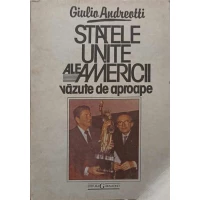 Giulio Andreotti
STATELE
UNITE
ALE AMERICII
văzute de aproape